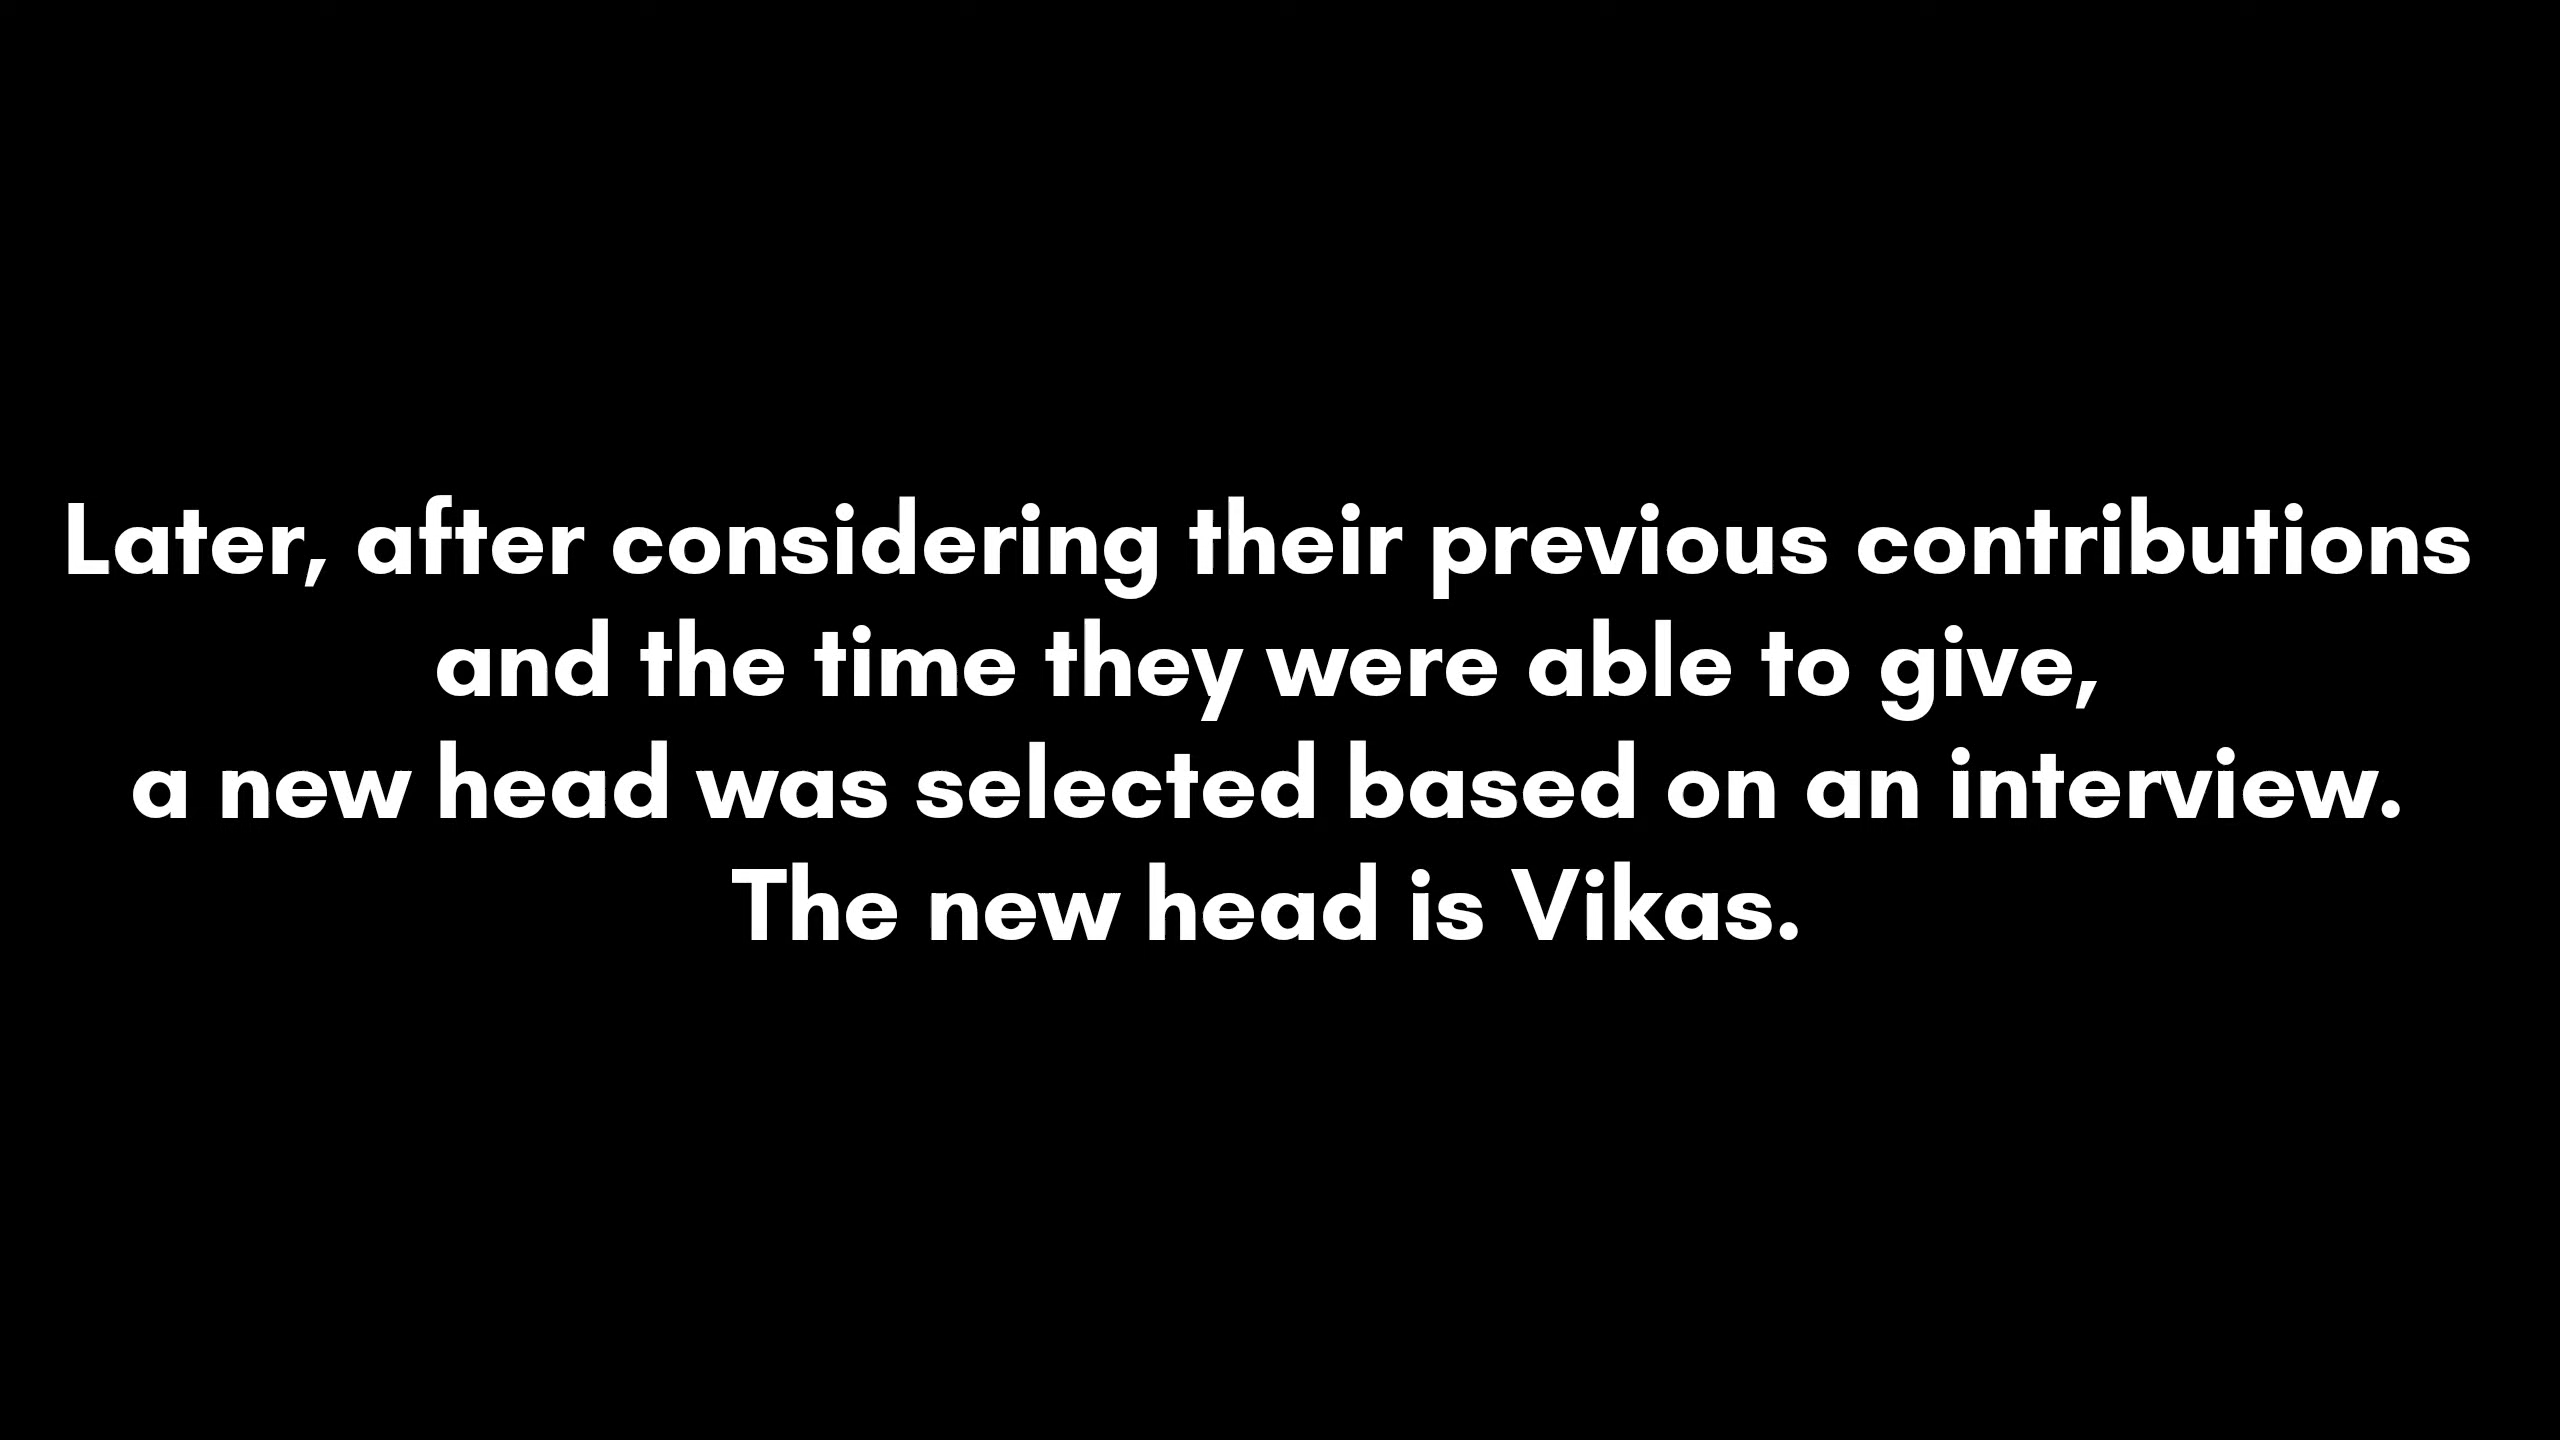 Later, after considering their previous contributions
and the time they were able to give,
a new head was selected based on an interview.
The new head is Vikas.